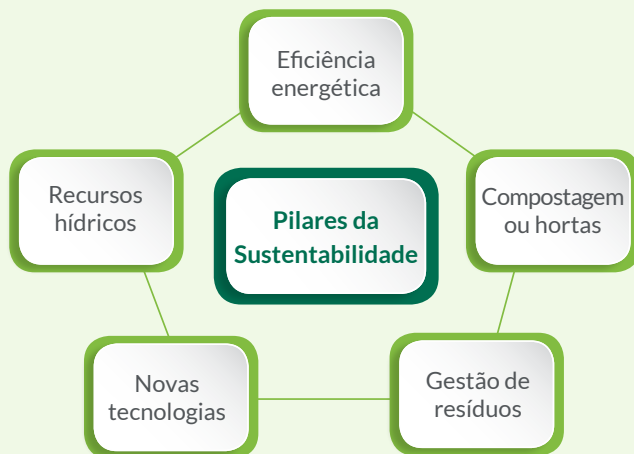 Eficiência
energética
Recursos
hídricos
Pilares da
Sustentabilidade
Compostagem
ou hortas
Novas
tecnologias
Gestão de
resíduos